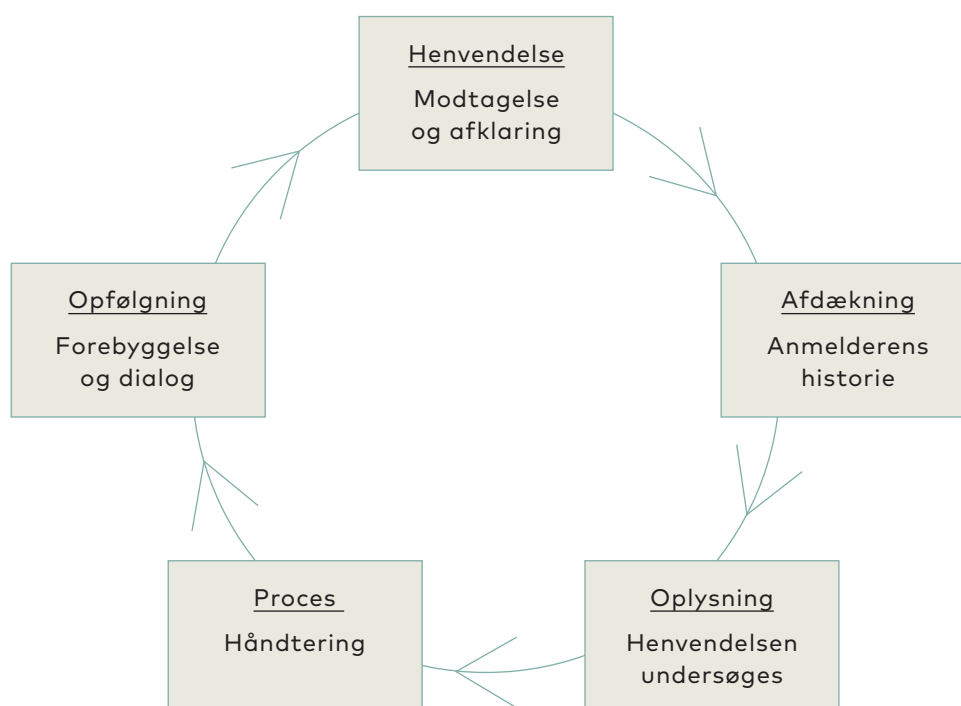 Henvendelse
Modtagelse
og afklaring
Afdækning
Anmelderens
historie
Oplysning
Henvendelsen
undersøges
Proces
Håndtering
Opfølgning
Forebyggelse
og dialog